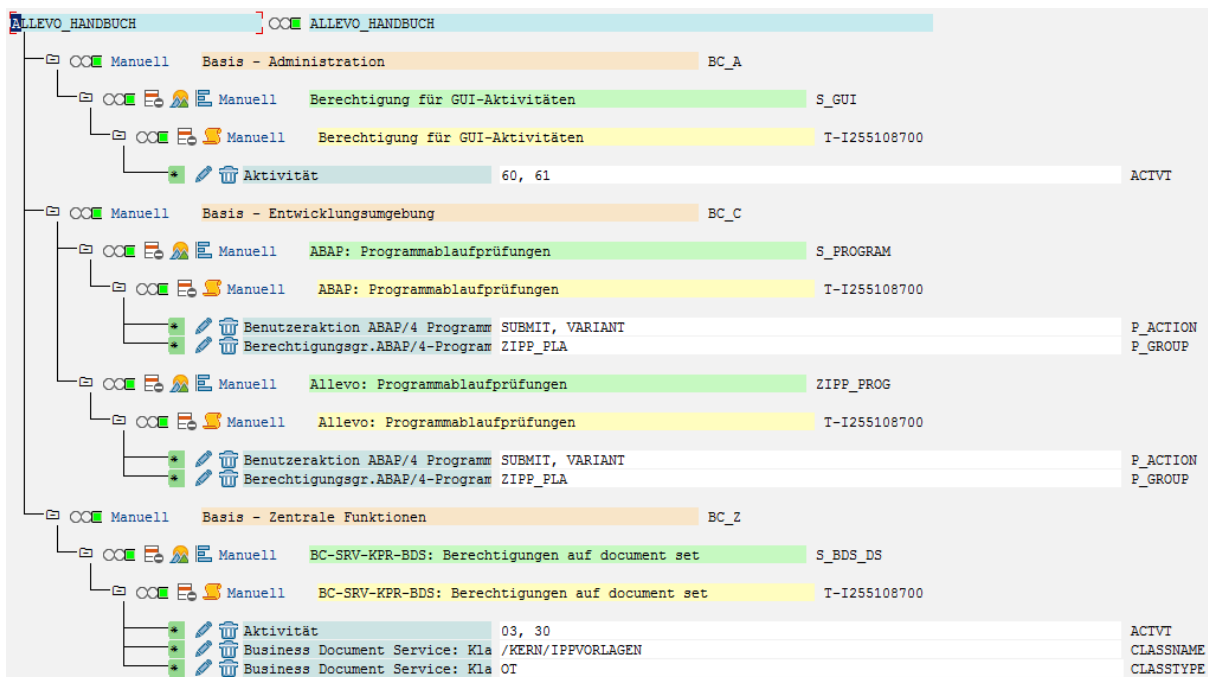 ALLEVO_HANDBUCH ALLEVO_HANDBUCH
Manuell Basis - Administration BC_A
Manuell Berechtigung für GUI-Aktivitäten S_GUI
Manuell Berechtigung für GUI-Aktivitäten T-I255108700
* Aktivität 60, 61 ACTVT
Manuell Basis - Entwicklungsumgebung BC_C
Manuell ABAP: Programmablaufprüfungen S_PROGRAM
Manuell ABAP: Programmablaufprüfungen T-I255108700
* Benutzeraktion ABAP/4 Programm SUBMIT, VARIANT P_ACTION
* Berechtigungsgr.ABAP/4-Program ZIPP_PLA P_GROUP
Manuell Allevo: Programmablaufprüfungen ZIPP_PROG
Manuell Allevo: Programmablaufprüfungen T-I255108700
* Benutzeraktion ABAP/4 Programm SUBMIT, VARIANT P_ACTION
* Berechtigungsgr.ABAP/4-Program ZIPP_PLA P_GROUP
Manuell Basis - Zentrale Funktionen BC_Z
Manuell BC-SRV-KPR-BDS: Berechtigungen auf document set S_BDS_DS
Manuell BC-SRV-KPR-BDS: Berechtigungen auf document set T-I255108700
* Aktivität 03, 30 ACTVT
* Business Document Service: Kla /KERN/IPPVORLAGEN CLASSNAME
* Business Document Service: Kla OT CLASSTYPE